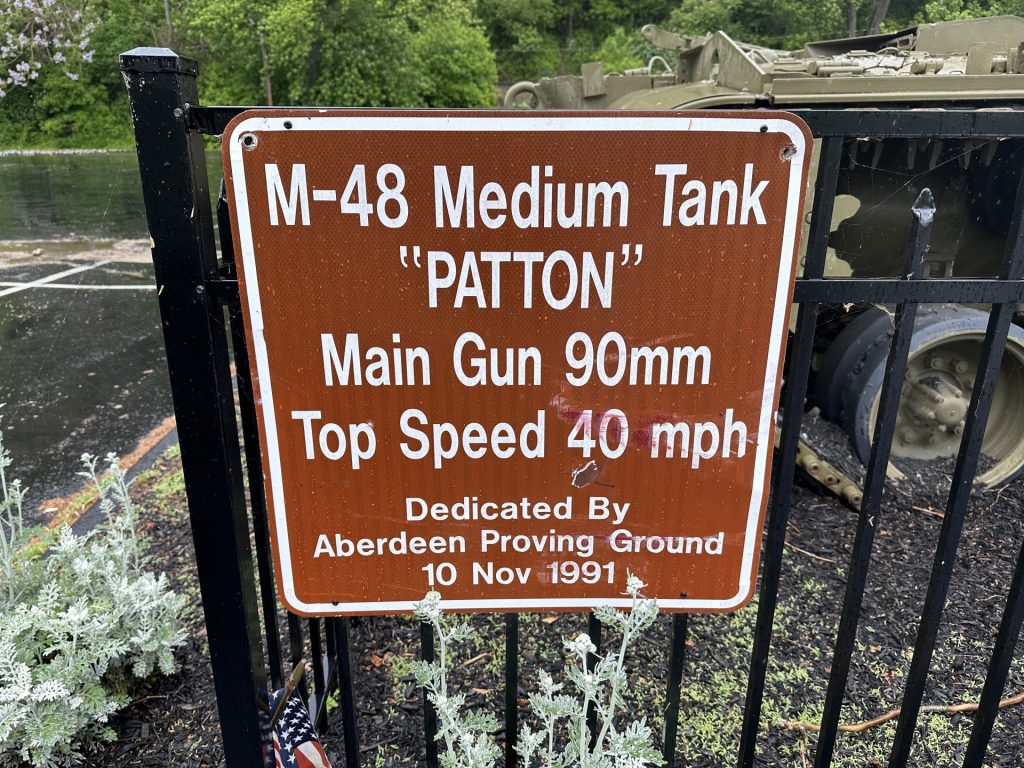 M-48 Medium Tank
"PATTON"
Main Gun 90mm
Top Speed 40 mph
Dedicated By
Aberdeen Proving Ground
10 Nov 1991